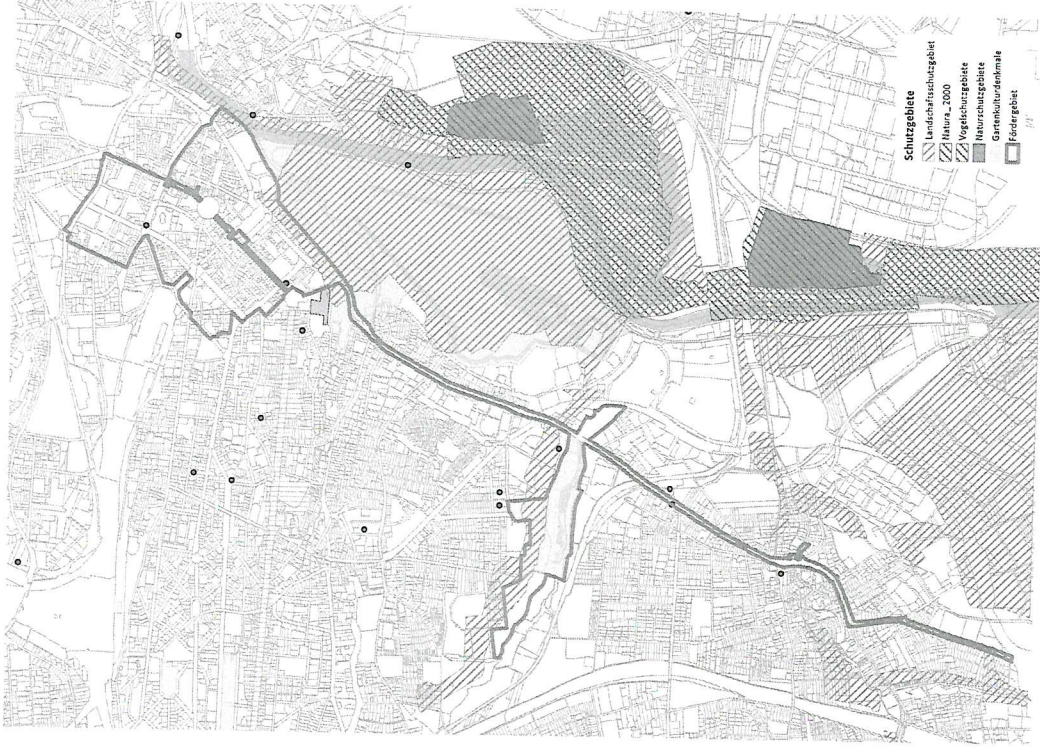 Schutzgebiete
Landschaftsschutzgebiet
Natura_2000
Vogelschutzgebiete
Naturschutzgebiete
Gartenkulturdenkmale
Fördergebiet